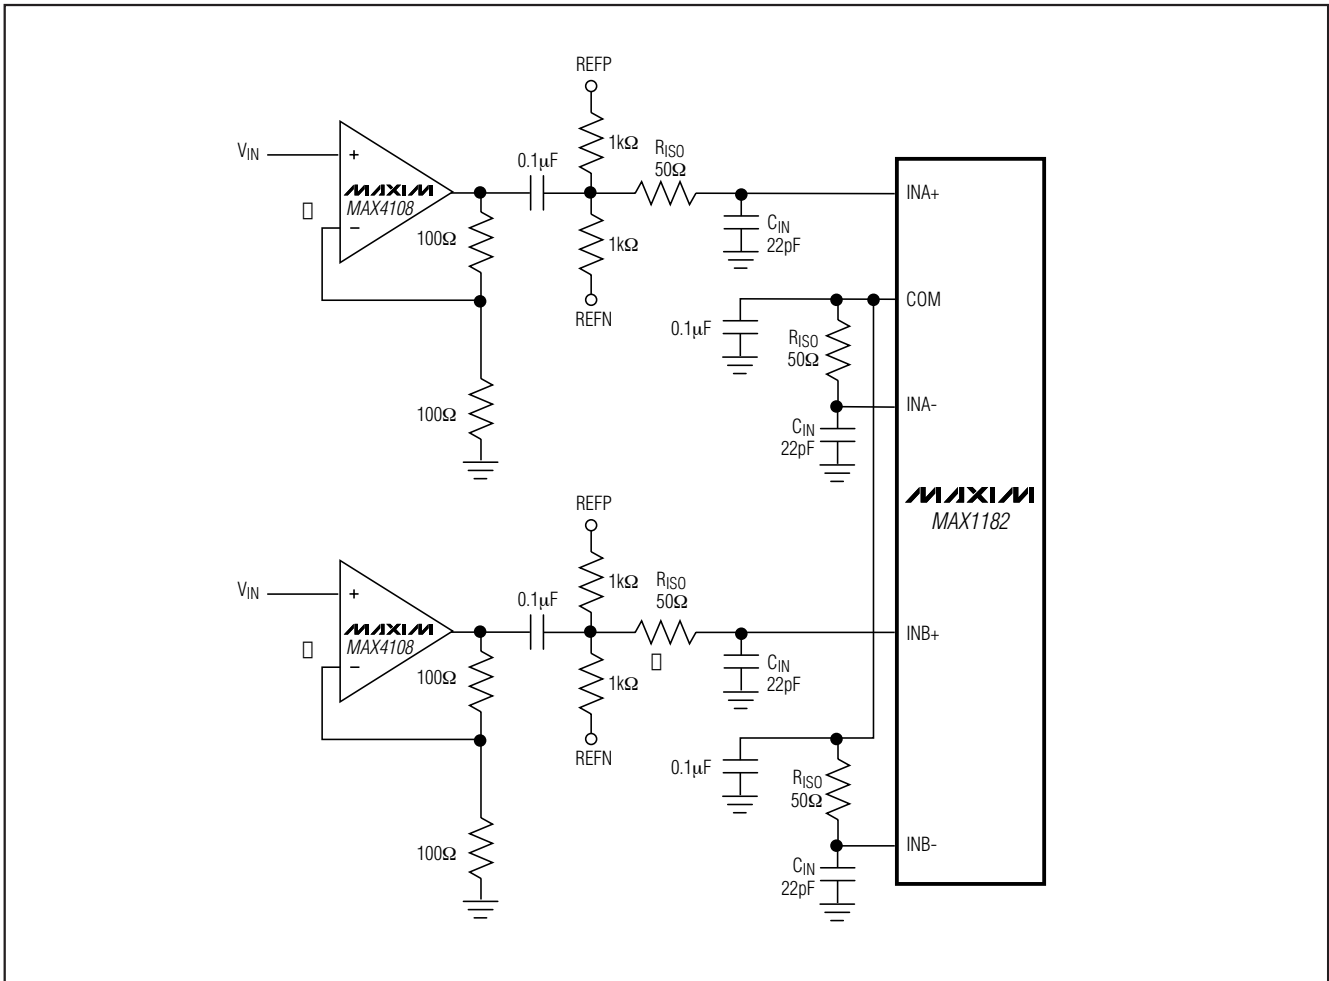 REFP
VIN
+
MAXIM
MAX4108
−
0.1µF
1kΩ
RISO
50Ω
INA+
100Ω
1kΩ
CIN
22pF
REFN
COM
0.1µF
RISO
50Ω
100Ω
INA-
CIN
22pF
MAXIM
MAX1182
REFP
VIN
+
MAXIM
MAX4108
−
0.1µF
1kΩ
RISO
50Ω
INB+
100Ω
1kΩ
CIN
22pF
REFN
0.1µF
RISO
50Ω
100Ω
INB-
CIN
22pF